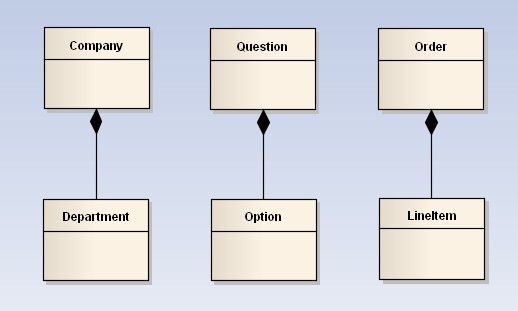 Company
Question
Order
Department
Option
LineItem